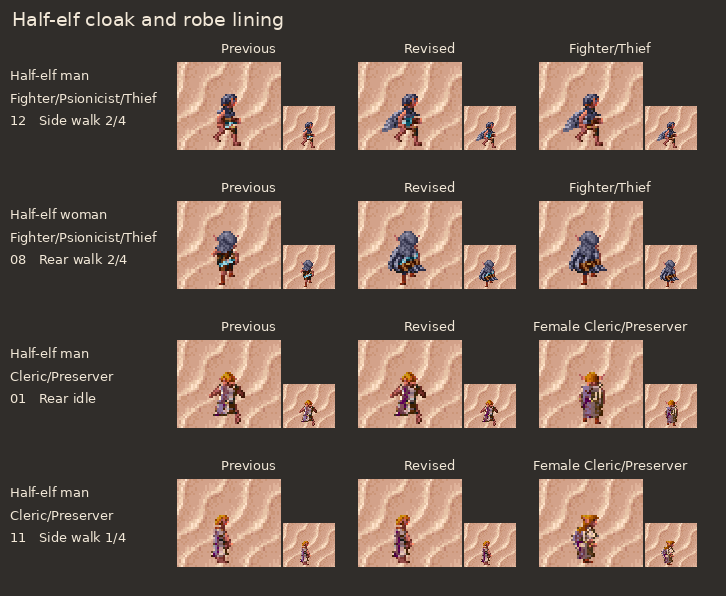 Half-elf cloak and robe lining
Previous Revised Fighter/Thief
Half-elf man
Fighter/Psionicist/Thief
12 Side walk 2/4
Previous Revised Fighter/Thief
Half-elf woman
Fighter/Psionicist/Thief
08 Rear walk 2/4
Previous Revised Female Cleric/Preserver
Half-elf man
Cleric/Preserver
01 Rear idle
Previous Revised Female Cleric/Preserver
Half-elf man
Cleric/Preserver
11 Side walk 1/4